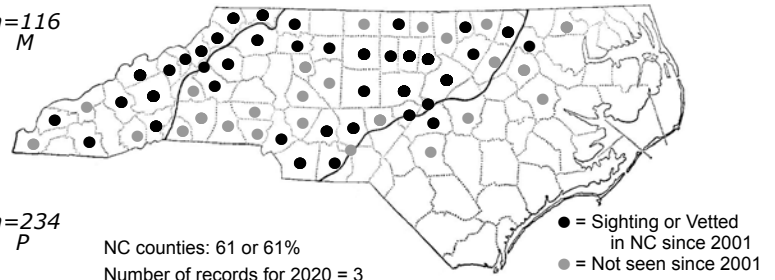 n=116
M
n=234
P
NC counties: 61 or 61%
Number of records for 2020 = 3
● = Sighting or Vetted
in NC since 2001
● = Not seen since 2001